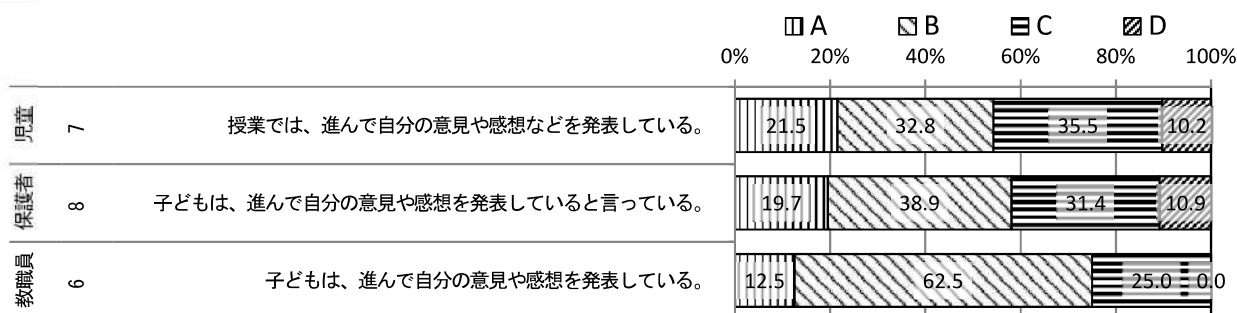 A B C D
0% 20% 40% 60% 80% 100%
児童 7 授業では、進んで自分の意見や感想などを発表している。 21.5 32.8 35.5 10.2
保護者 8 子どもは、進んで自分の意見や感想を発表していると言っている。 19.7 38.9 31.4 10.9
教職員 6 子どもは、進んで自分の意見や感想を発表している。 12.5 62.5 25.0 0.0